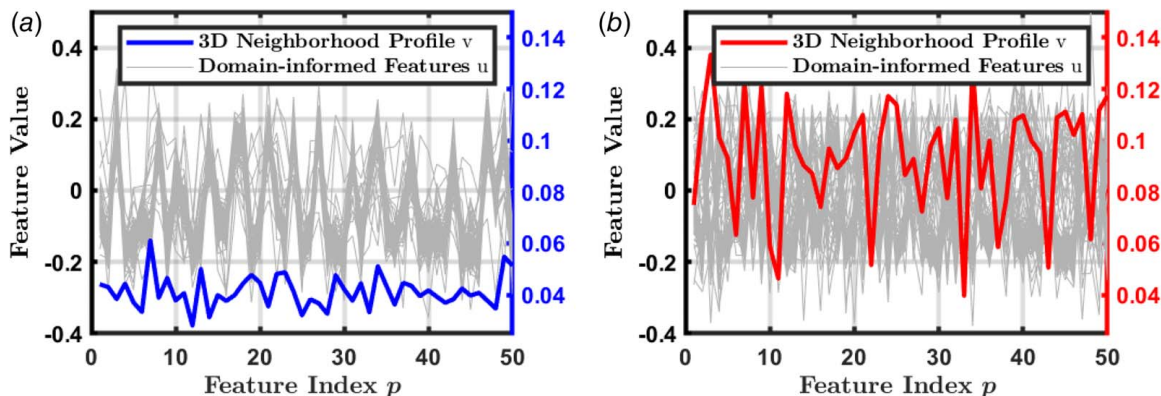 (a)
3D Neighborhood Profile v
Domain-informed Features u
Feature Value
0.4
0.2
0
-0.2
-0.4
0.14
0.12
0.1
0.08
0.06
0.04
0 10 20 30 40 50
Feature Index p
(b)
3D Neighborhood Profile v
Domain-informed Features u
Feature Value
0.4
0.2
0
-0.2
-0.4
0.14
0.12
0.1
0.08
0.06
0.04
0 10 20 30 40 50
Feature Index p